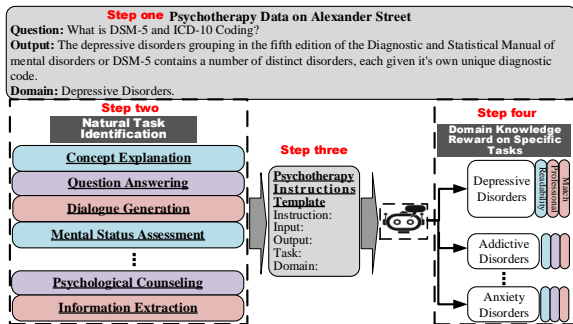 Step one Psychotherapy Data on Alexander Street
Question: What is DSM-5 and ICD-10 Coding?
Output: The depressive disorders grouping in the fifth edition of the Diagnostic and Statistical Manual of
mental disorders or DSM-5 contains a number of distinct disorders, each given it's own unique diagnostic
code.
Domain: Depressive Disorders.
Step two
Natural Task
Identification
Concept Explanation
Question Answering
Dialogue Generation
Mental Status Assessment
Psychological Counseling
Information Extraction
Step three
Psychotherapy
Instructions
Template
Instruction:
Input:
Output:
Task:
Domain:
Step four
Domain Knowledge
Reward on Specific
Tasks
Depressive
Disorders
Readability
Professional
Match
Addictive
Disorders
Anxiety
Disorders